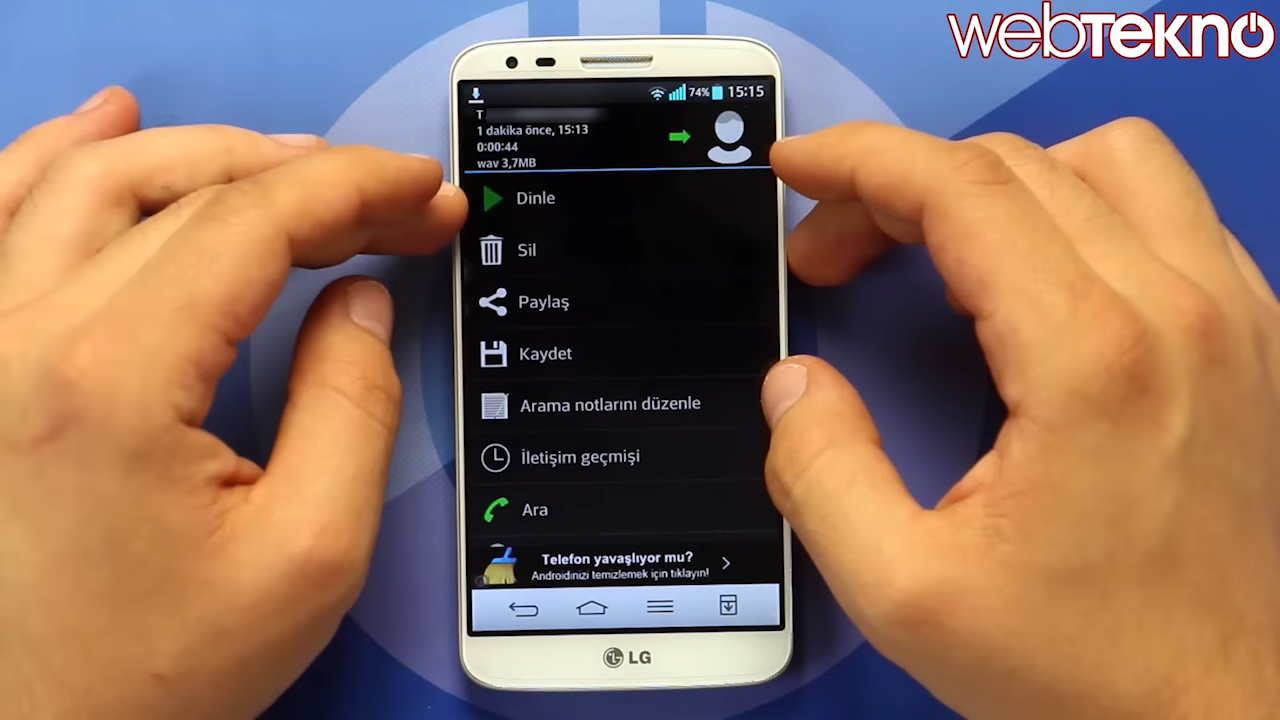 webTEKNO
74% 15:15
T
1 dakika önce, 15:13
0:00:44
wav 3,7MB
Dinle
Sil
Paylaş
Kaydet
Arama notlarını düzenle
İletişim geçmişi
Ara
Telefon yavaşlıyor mu?
Androidinizi temizlemek için tıklayın!
LG